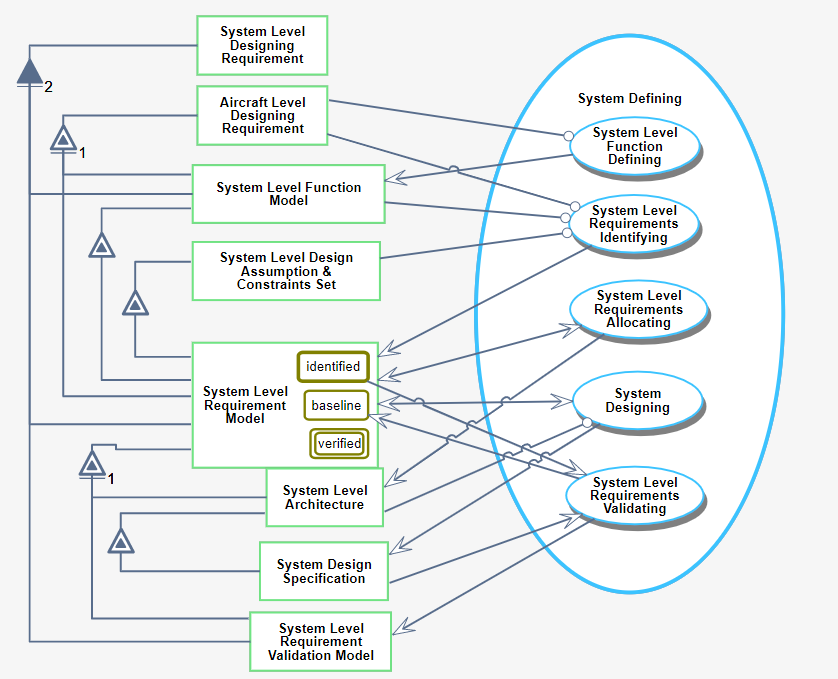 System Level
Designing
Requirement
2
Aircraft Level
Designing
Requirement
1
System Level Function
Model
System Level Design
Assumption &
Constraints Set
System Level
Requirement
Model
identified
baseline
verified
1
System Level
Architecture
System Design
Specification
System Level
Requirement
Validation Model
System Defining
System Level
Function
Defining
System Level
Requirements
Identifying
System Level
Requirements
Allocating
System
Designing
System Level
Requirements
Validating